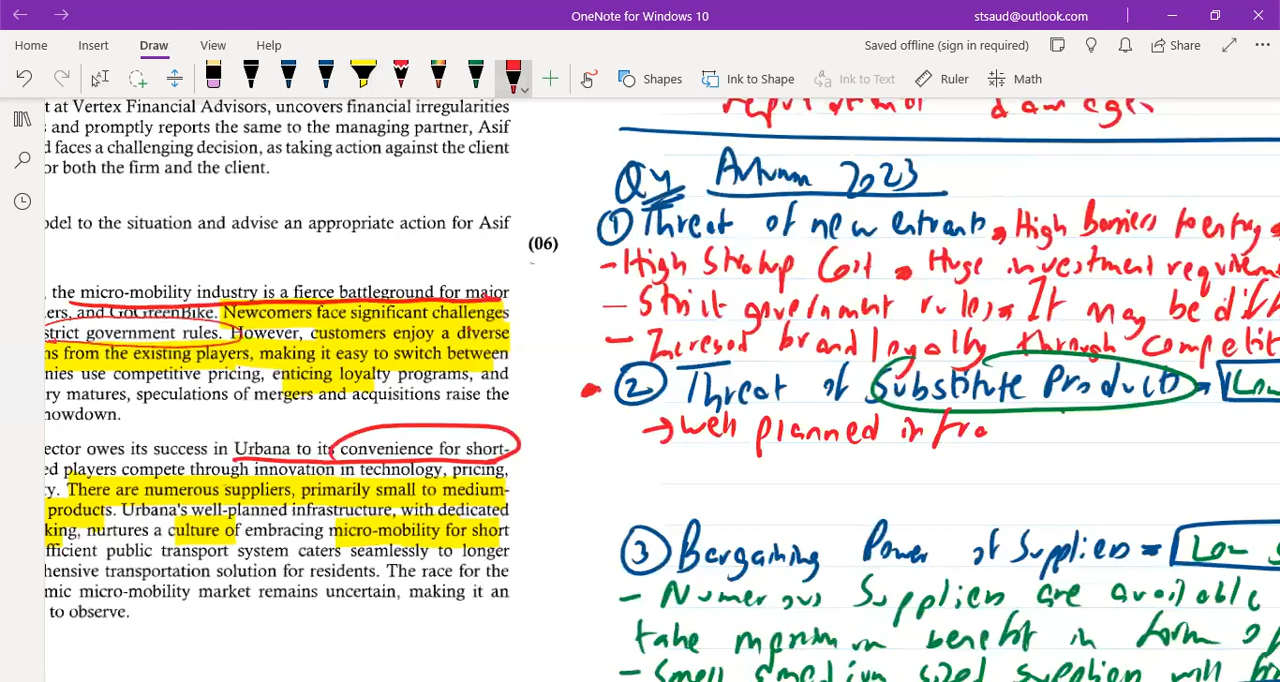 OneNote for Windows 10
stsaud@outlook.com
Home Insert Draw View Help
Saved offline (sign in required)
Share
Shapes
Ink to Shape
Ink to Text
Ruler
Math
t at Vertex Financial Advisors, uncovers financial irregularities
and promptly reports the same to the managing partner, Asif
d faces a challenging decision, as taking action against the client
or both the firm and the client.
odel to the situation and advise an appropriate action for Asif
(06)
, the micro-mobility industry is a fierce battleground for major
ers, and GoGreenBike. Newcomers face significant challenges
strict government rules. However, customers enjoy a diverse
ns from the existing players, making it easy to switch between
nies use competitive pricing, enticing loyalty programs, and
ry matures, speculations of mergers and acquisitions raise the
howdown.
ector owes its success in Urbana to its convenience for short-
ed players compete through innovation in technology, pricing,
ty. There are numerous suppliers, primarily small to medium-
products. Urbana's well-planned infrastructure, with dedicated
king, nurtures a culture of embracing micro-mobility for short
fficient public transport system caters seamlessly to longer
hensive transportation solution for residents. The race for the
mic micro-mobility market remains uncertain, making it an
to observe.
damages
Q4 Autumn 2023
① Threat of new entrants High Barriers to entry
- High Startup Cost Huge investment requirem
- Strict government rules It may be diff
- Incresed brand loyalty through competit
② Threat of Substitute Products = Low
→ well planned infra
③ Bargaining Power of Suppliers = Low
- Numerous Suppliers are available
take maximum benefit in form of
- Small & medium sized suppliers will